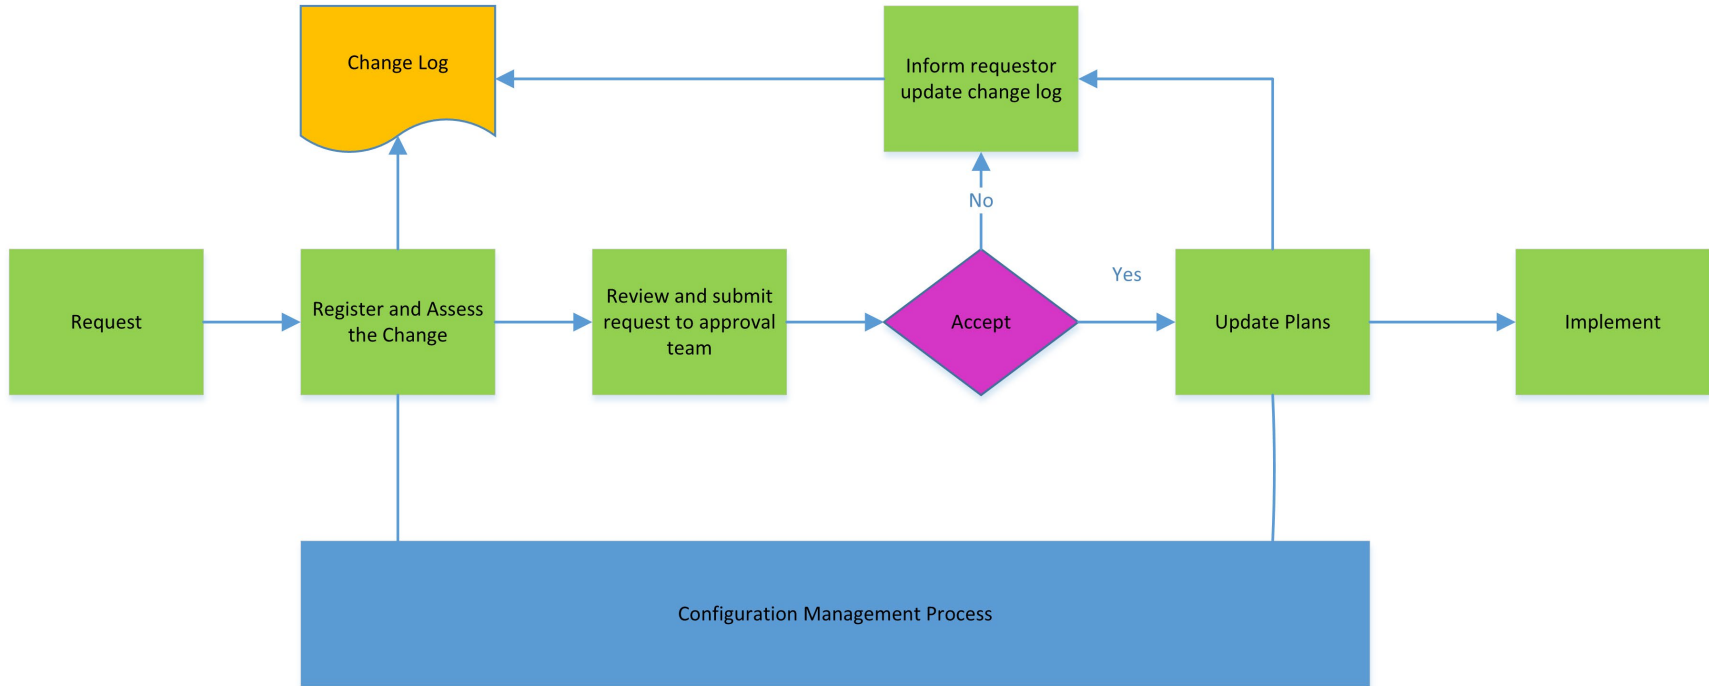 Change Log
Inform requestor
update change log
No
Yes
Request
Register and Assess
the Change
Review and submit
request to approval
team
Accept
Update Plans
Implement
Configuration Management Process